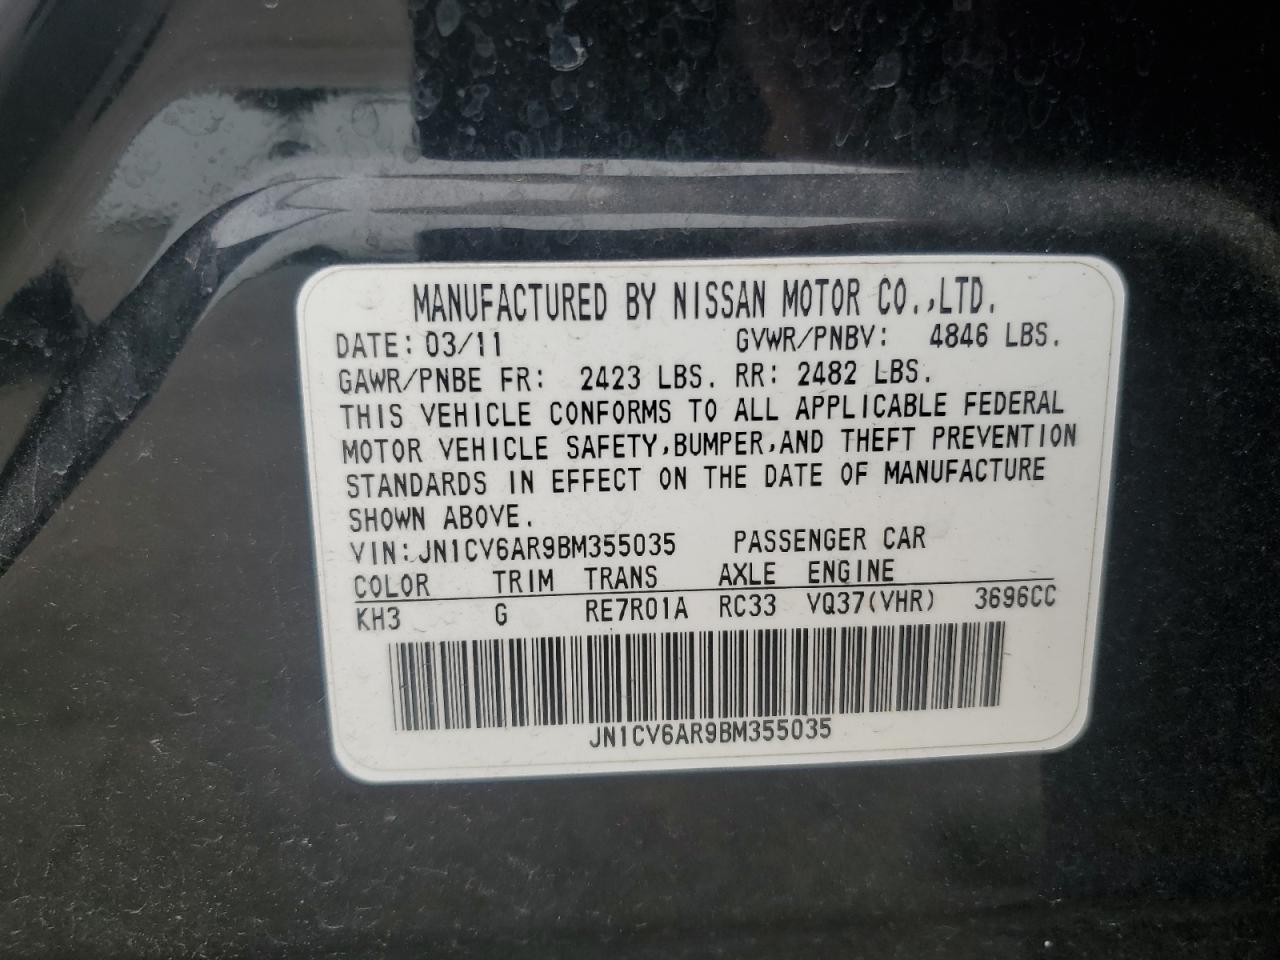 MANUFACTURED BY NISSAN MOTOR CO.,LTD.
DATE: 03/11 GVWR/PNBV: 4846 LBS.
GAWR/PNBE FR: 2423 LBS. RR: 2482 LBS.
THIS VEHICLE CONFORMS TO ALL APPLICABLE FEDERAL
MOTOR VEHICLE SAFETY,BUMPER,AND THEFT PREVENTION
STANDARDS IN EFFECT ON THE DATE OF MANUFACTURE
SHOWN ABOVE.
VIN:JN1CV6AR9BM355035 PASSENGER CAR
COLOR TRIM TRANS AXLE ENGINE
KH3 G RE7R01A RC33 VQ37(VHR) 3696CC
JN1CV6AR9BM355035